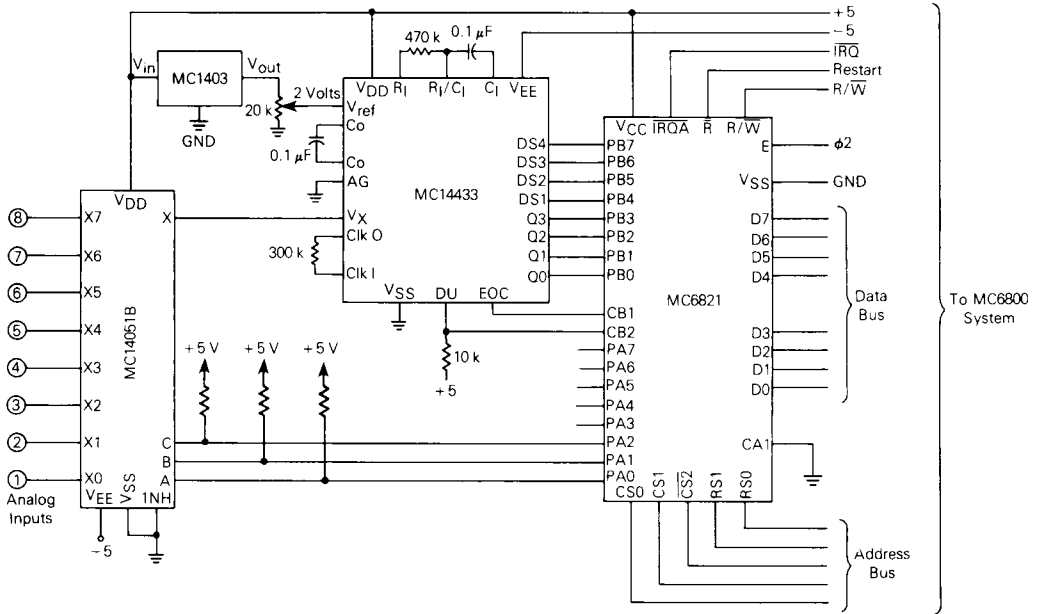 +5
-5
IRQ
Restart
R/W
470 k
0.1 µF
MC1403
Vin
Vout
GND
20 k
2 Volts
VDD
RI
RI/CI
CI
VEE
Vref
Co
0.1 µF
Co
AG
MC14433
VX
Clk O
300 k
Clk I
VSS
DU
EOC
DS4
DS3
DS2
DS1
Q3
Q2
Q1
Q0
10 k
+5
VCC
IRQA
R
R/W
E
φ2
VSS
GND
PB7
PB6
PB5
PB4
PB3
PB2
PB1
PB0
MC6821
CB1
CB2
PA7
PA6
PA5
PA4
PA3
PA2
PA1
PA0
D7
D6
D5
D4
D3
D2
D1
D0
CA1
CS0
CS1
CS2
RS1
RS0
Data
Bus
Address
Bus
To MC6800
System
VDD
X
8
X7
7
X6
6
X5
5
X4
4
X3
3
X2
2
X1
1
X0
MC14051B
C
B
A
VEE
VSS
1NH
Analog
Inputs
-5
+5 V
+5 V
+5 V